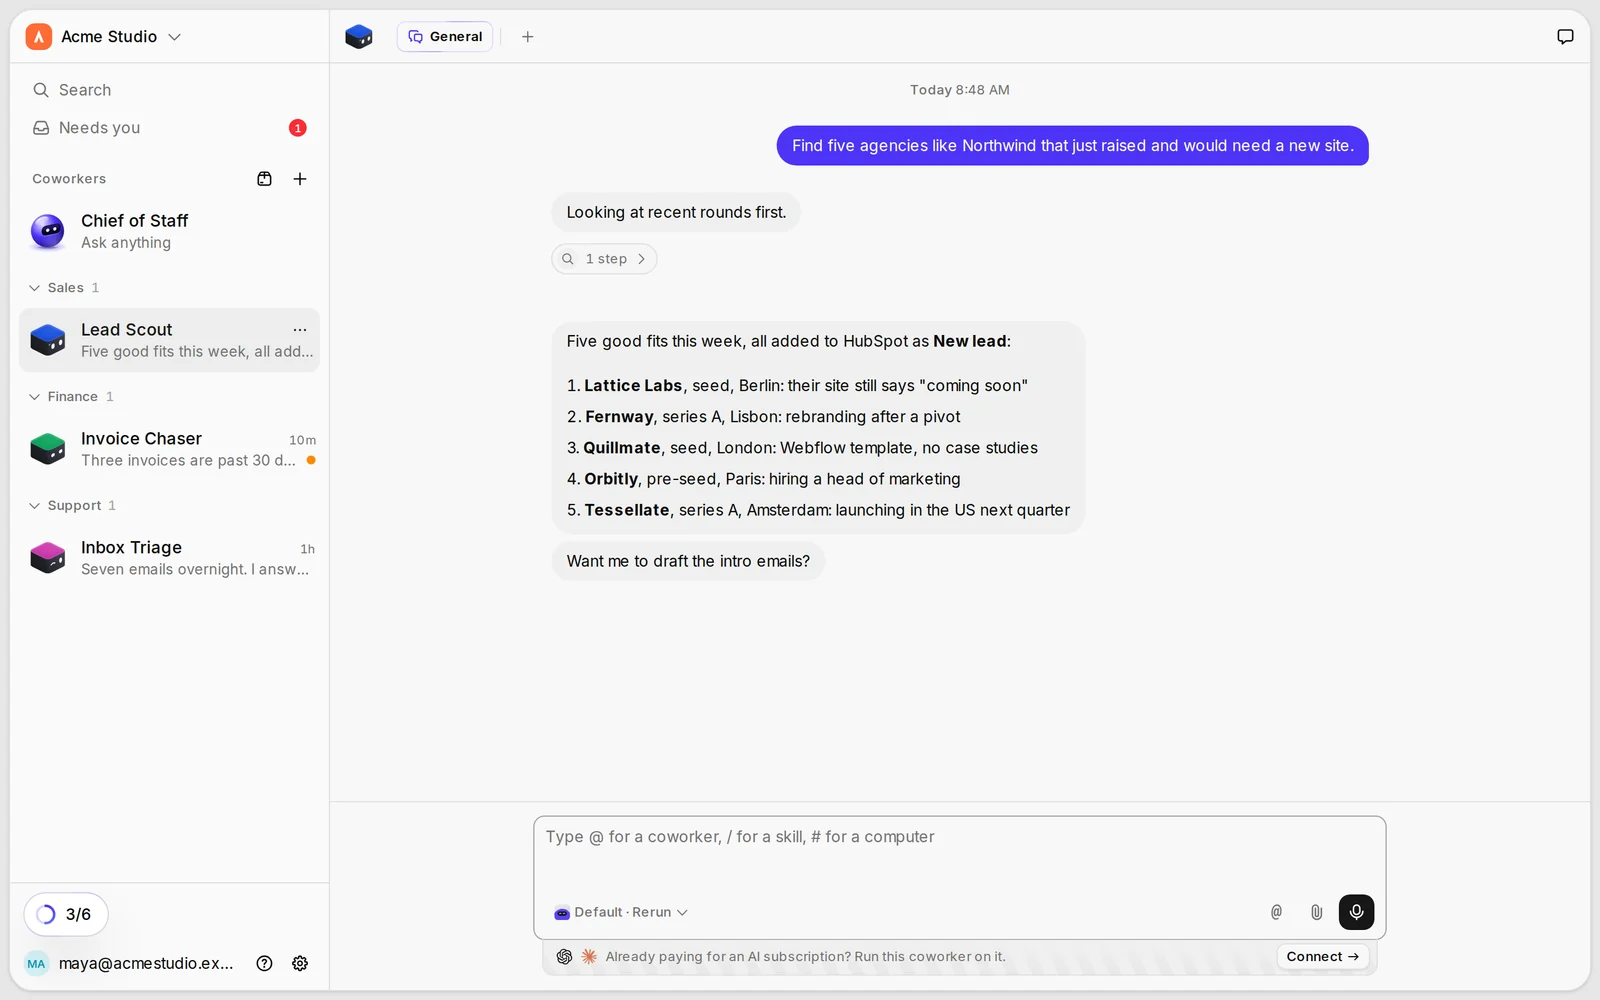 Acme Studio
Search
Needs you
1
Coworkers
Chief of Staff
Ask anything
Sales 1
Lead Scout
Five good fits this week, all add...
Finance 1
Invoice Chaser
10m
Three invoices are past 30 d...
Support 1
Inbox Triage
1h
Seven emails overnight. I answ...
3/6
MA
maya@acmestudio.ex...
General
Today 8:48 AM
Find five agencies like Northwind that just raised and would need a new site.
Looking at recent rounds first.
1 step
Five good fits this week, all added to HubSpot as New lead:
1. Lattice Labs, seed, Berlin: their site still says "coming soon"
2. Fernway, series A, Lisbon: rebranding after a pivot
3. Quillmate, seed, London: Webflow template, no case studies
4. Orbitly, pre-seed, Paris: hiring a head of marketing
5. Tessellate, series A, Amsterdam: launching in the US next quarter
Want me to draft the intro emails?
Type @ for a coworker, / for a skill, # for a computer
Default · Rerun
Already paying for an AI subscription? Run this coworker on it.
Connect →